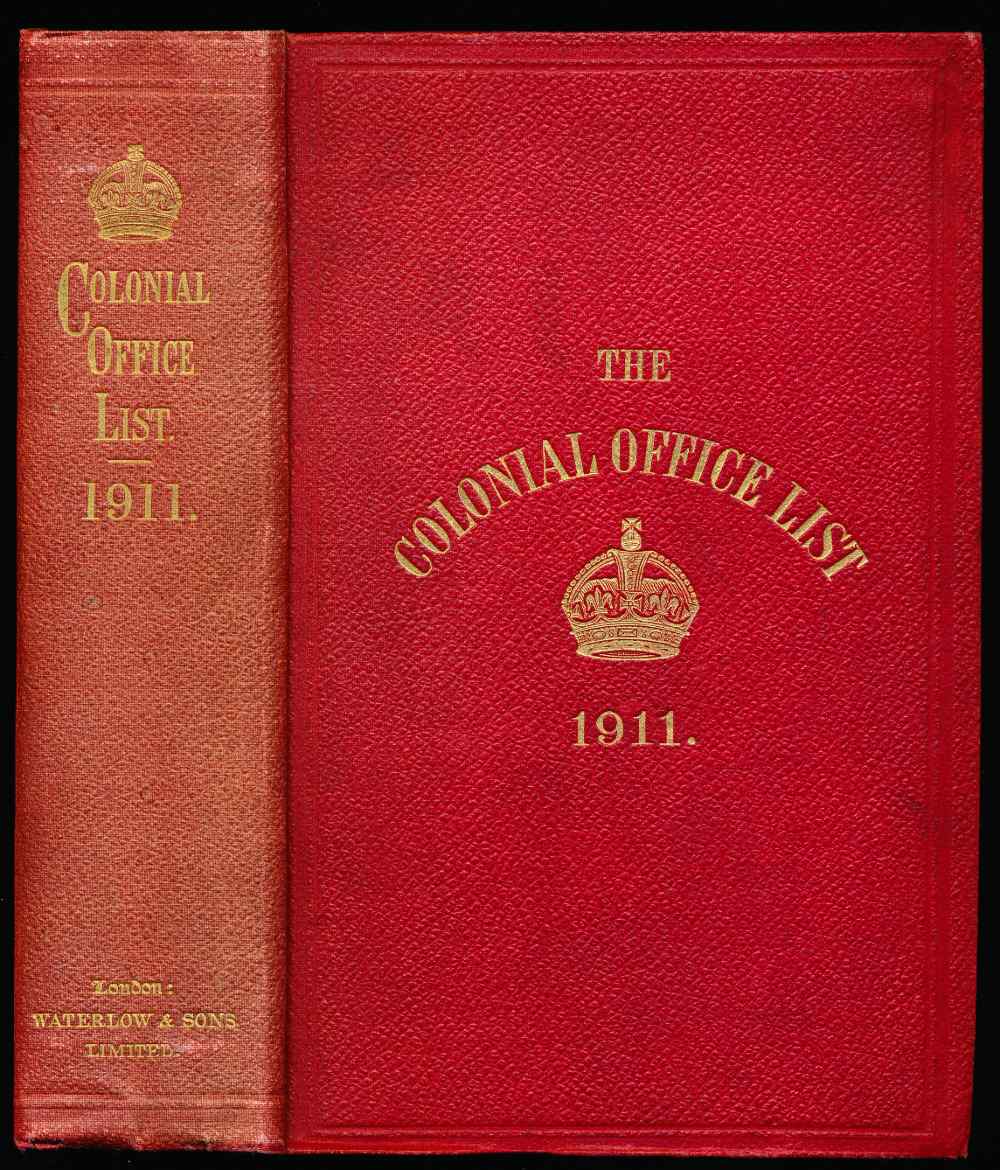 COLONIAL
OFFICE
LIST.
1911.
London:
WATERLOW & SONS
LIMITED.
THE
COLONIAL OFFICE LIST
1911.